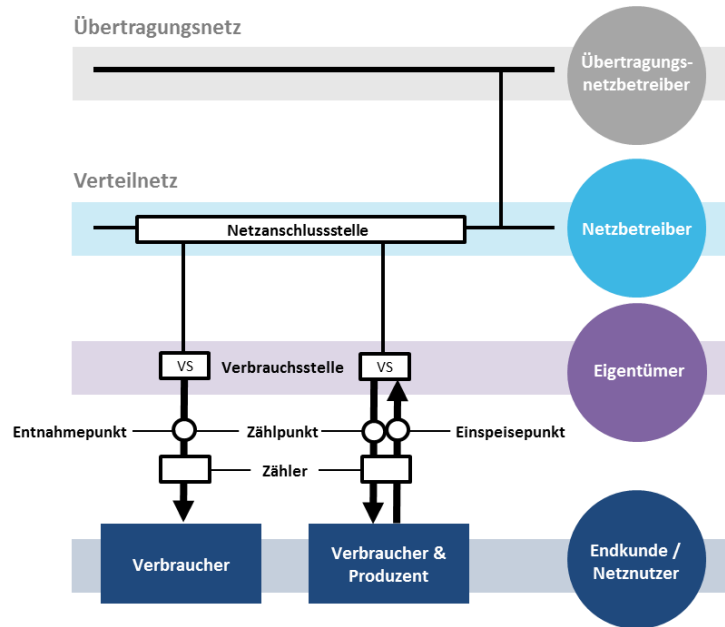 Übertragungsnetz
Übertragungs-
netzbetreiber
Verteilnetz
Netzanschlussstelle
Netzbetreiber
VS
Verbrauchsstelle
VS
Eigentümer
Entnahmepunkt
Zählpunkt
Einspeisepunkt
Zähler
Verbraucher
Verbraucher &
Produzent
Endkunde /
Netznutzer